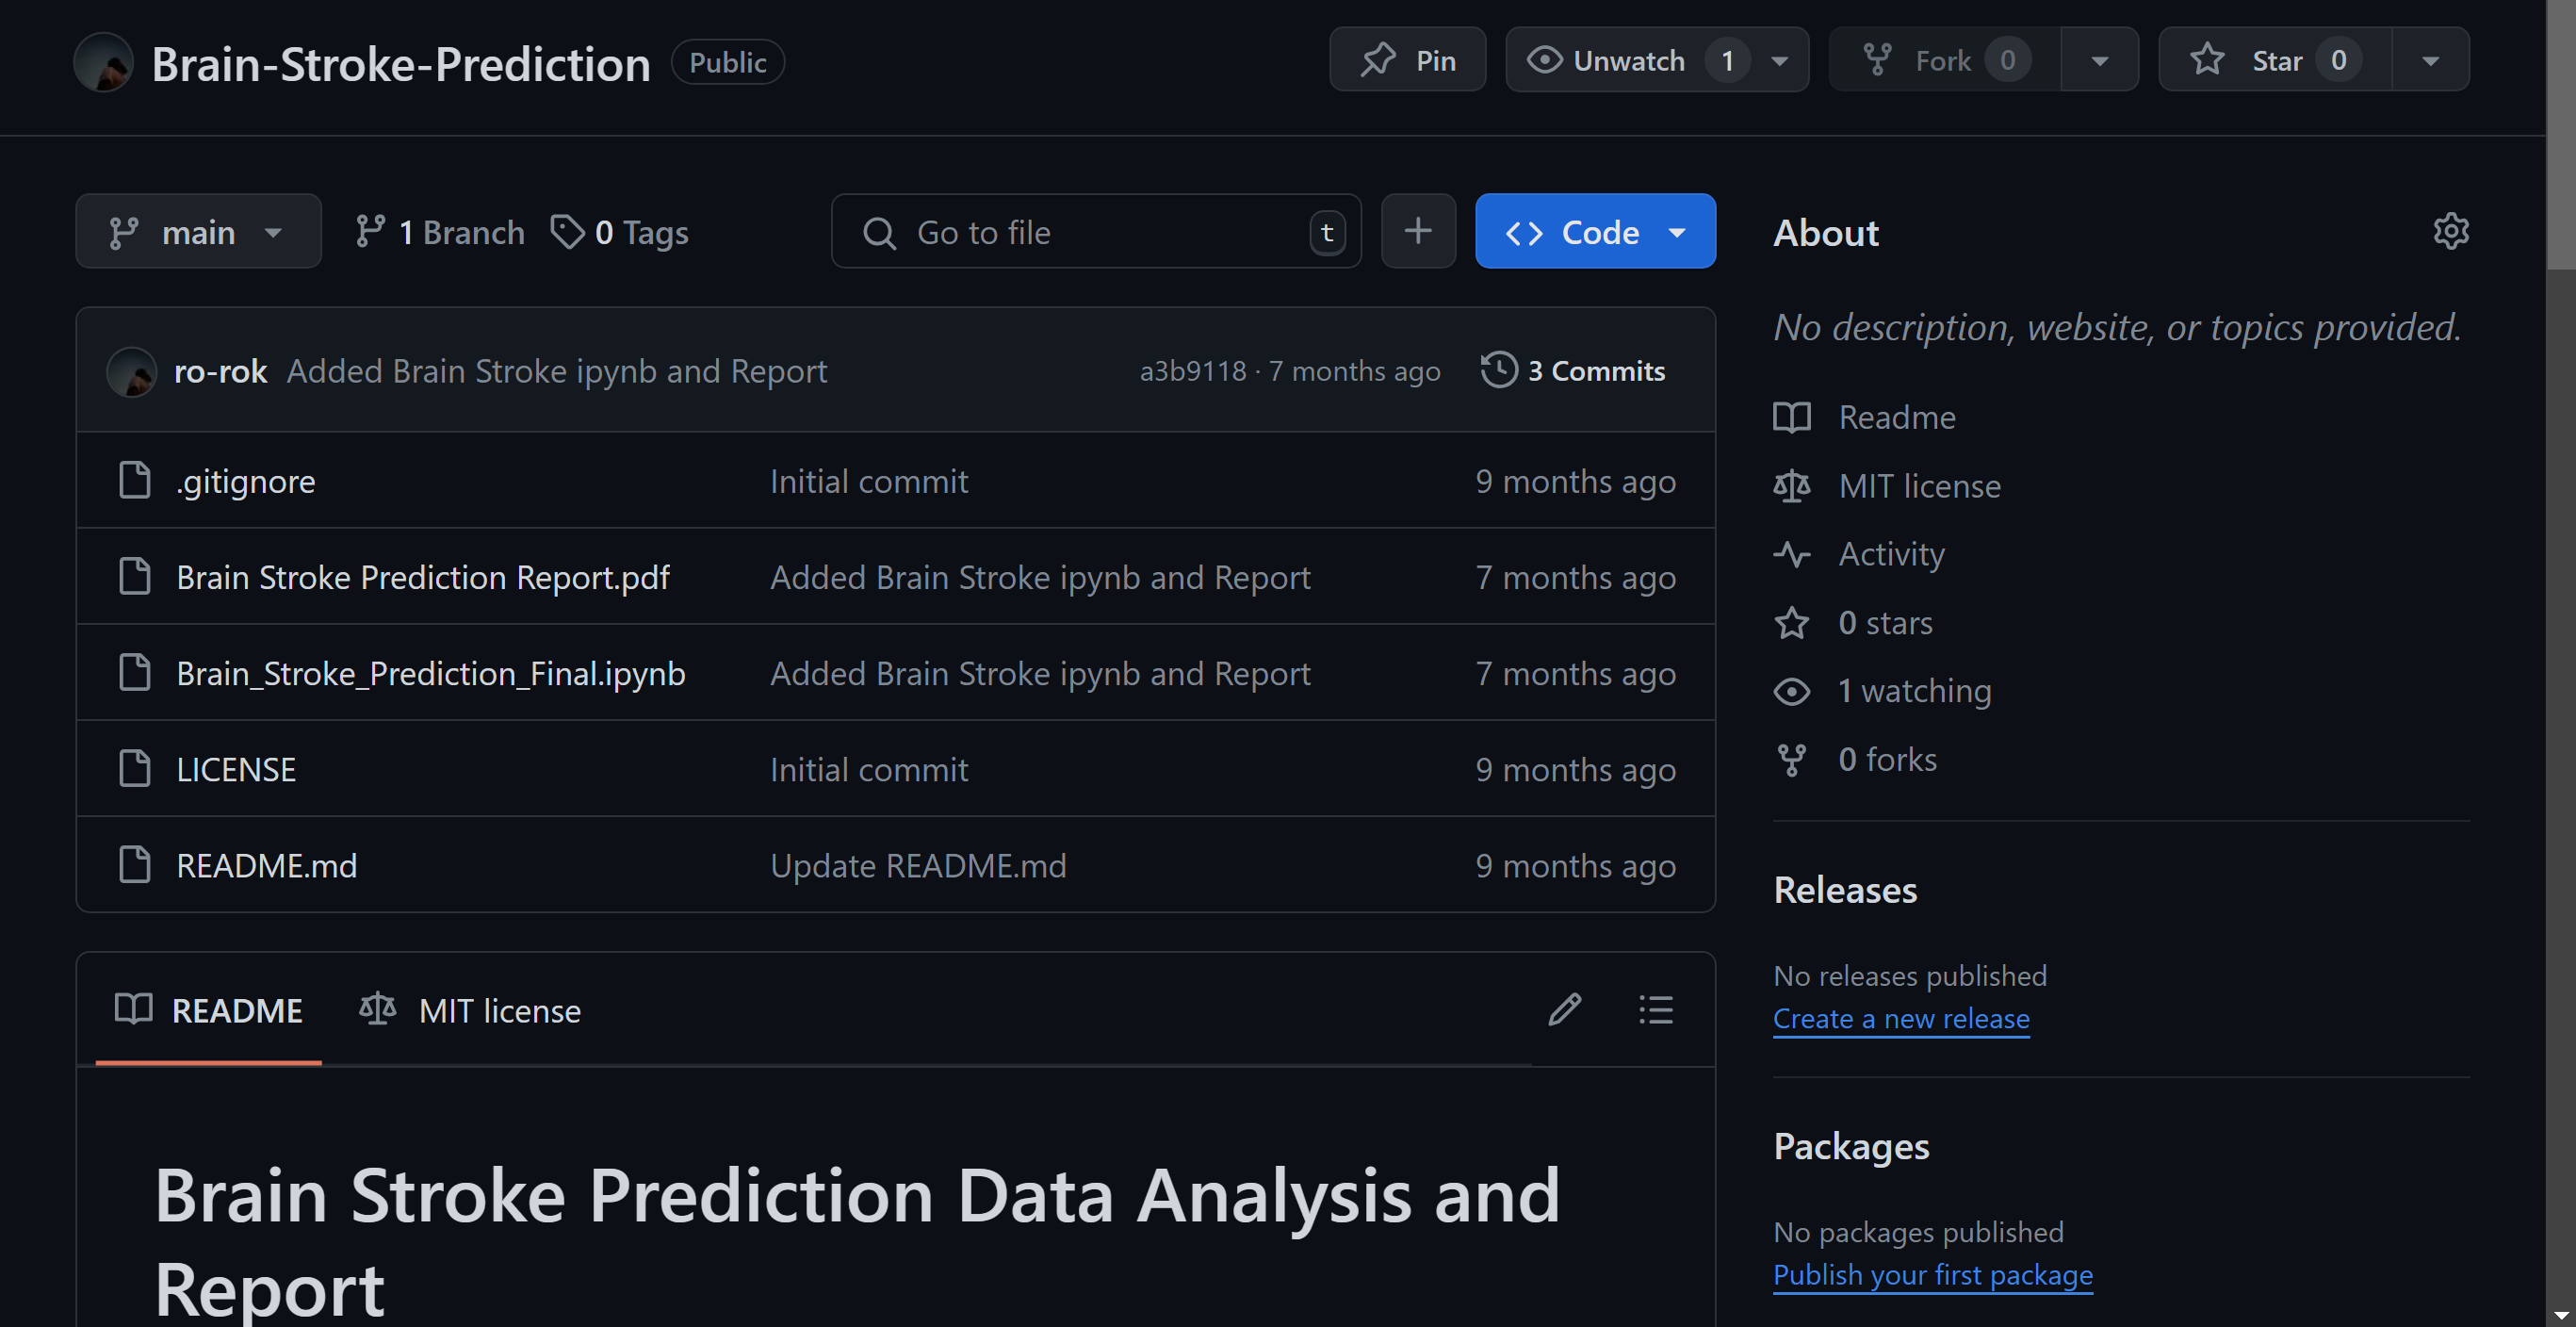 Brain-Stroke-Prediction Public Pin Unwatch 1 Fork 0 Star 0
main 1 Branch 0 Tags Go to file t Code
ro-rok Added Brain Stroke ipynb and Report a3b9118 · 7 months ago 3 Commits
.gitignore Initial commit 9 months ago
Brain Stroke Prediction Report.pdf Added Brain Stroke ipynb and Report 7 months ago
Brain_Stroke_Prediction_Final.ipynb Added Brain Stroke ipynb and Report 7 months ago
LICENSE Initial commit 9 months ago
README.md Update README.md 9 months ago
README MIT license
Brain Stroke Prediction Data Analysis and
Report
About
No description, website, or topics provided.
Readme
MIT license
Activity
0 stars
1 watching
0 forks
Releases
No releases published
Create a new release
Packages
No packages published
Publish your first package